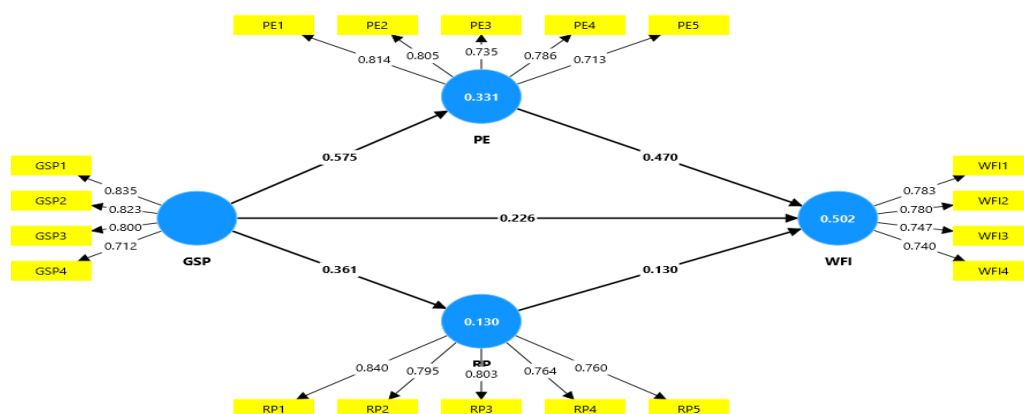 PE1 PE2 PE3 PE4 PE5
0.814 0.805 0.735 0.786 0.713
0.331
PE
0.575 0.470
GSP1 WFI1
0.835 0.783
GSP2 WFI2
0.823 0.780
0.226 0.502
0.800 0.747
GSP3 WFI3
0.712 0.740
GSP WFI
GSP4 WFI4
0.361 0.130
0.130
RP
0.840 0.795 0.803 0.764 0.760
RP1 RP2 RP3 RP4 RP5